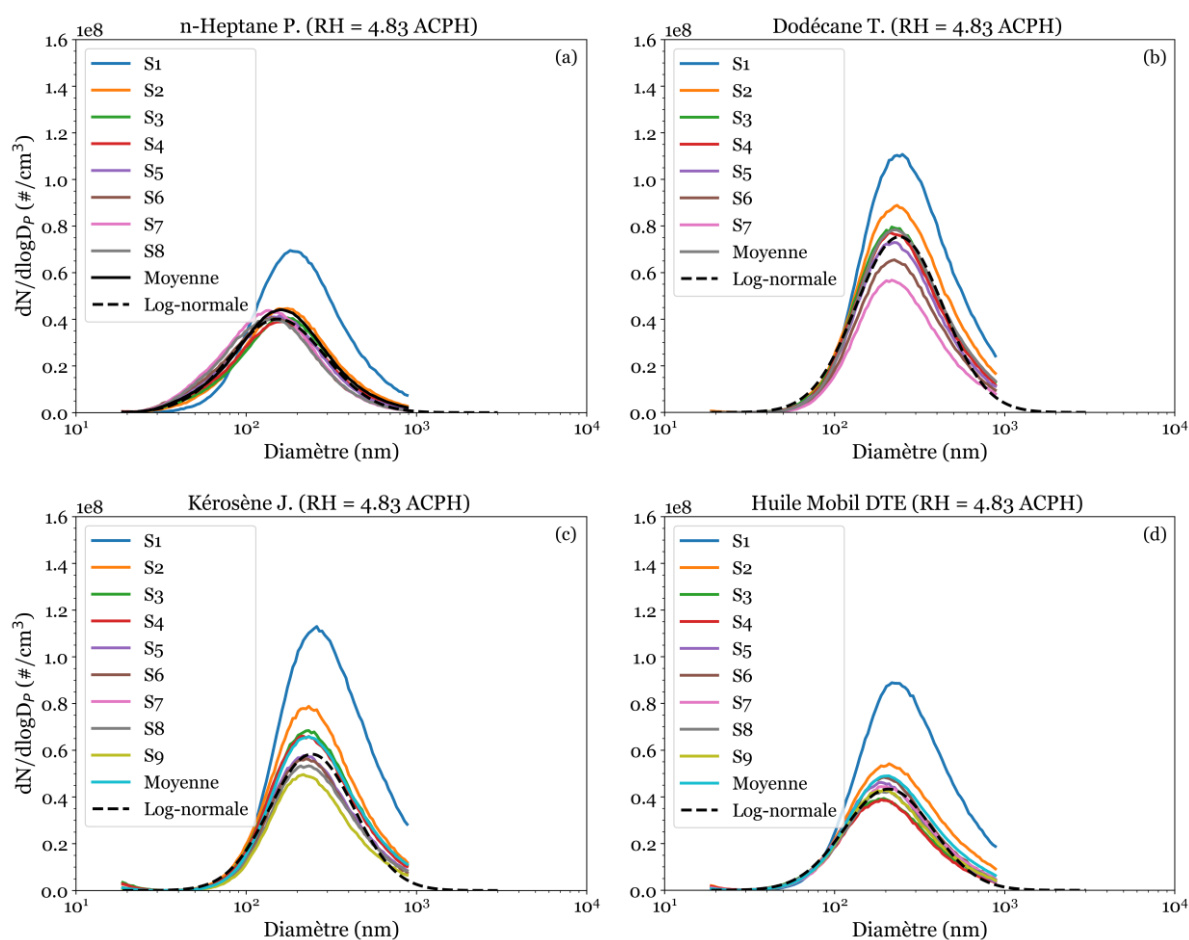 n-Heptane P. (RH = 4.83 ACPH)
1e8
(a)
dN/dlogDP (#/cm³)
1.6
1.4
1.2
1.0
0.8
0.6
0.4
0.2
0.0
S1
S2
S3
S4
S5
S6
S7
S8
Moyenne
Log-normale
10¹ 10² 10³ 10⁴
Diamètre (nm)
Dodécane T. (RH = 4.83 ACPH)
1e8
(b)
1.6
1.4
1.2
1.0
0.8
0.6
0.4
0.2
0.0
S1
S2
S3
S4
S5
S6
S7
Moyenne
Log-normale
10¹ 10² 10³ 10⁴
Diamètre (nm)
Kérosène J. (RH = 4.83 ACPH)
1e8
(c)
dN/dlogDP (#/cm³)
1.6
1.4
1.2
1.0
0.8
0.6
0.4
0.2
0.0
S1
S2
S3
S4
S5
S6
S7
S8
S9
Moyenne
Log-normale
10¹ 10² 10³ 10⁴
Diamètre (nm)
Huile Mobil DTE (RH = 4.83 ACPH)
1e8
(d)
1.6
1.4
1.2
1.0
0.8
0.6
0.4
0.2
0.0
S1
S2
S3
S4
S5
S6
S7
S8
S9
Moyenne
Log-normale
10¹ 10² 10³ 10⁴
Diamètre (nm)